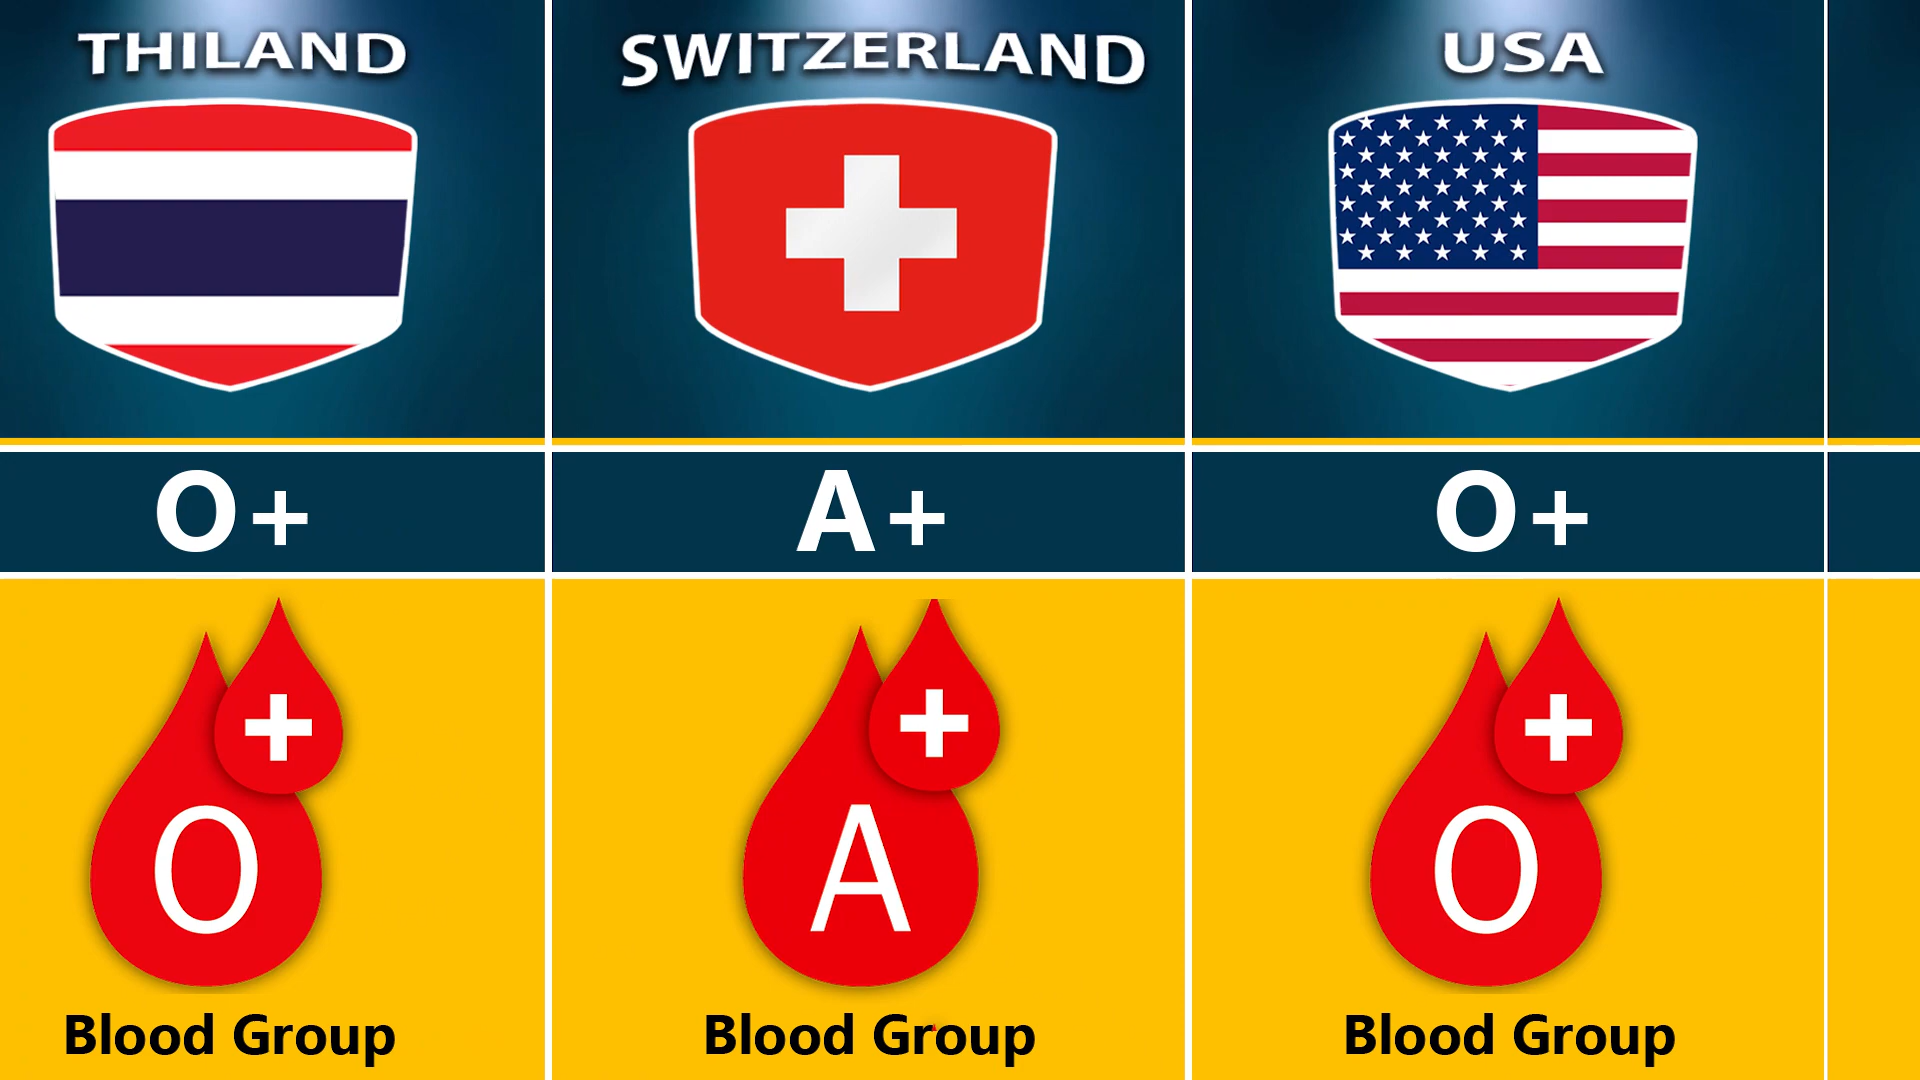 THILAND
O+
+
O
Blood Group
SWITZERLAND
A+
+
A
Blood Group
USA
O+
+
O
Blood Group